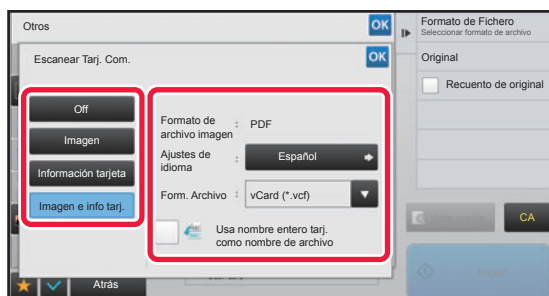 Otros
OK
Formato de Fichero
Seleccionar formato de archivo
Escanear Tarj. Com.
OK
Original
Recuento de original
Off
Imagen
Información tarjeta
Imagen e info tarj.
Formato de archivo imagen : PDF
Ajustes de idioma : Español
Form. Archivo : vCard (*.vcf)
Usa nombre entero tarj.
como nombre de archivo
CA
Atrás